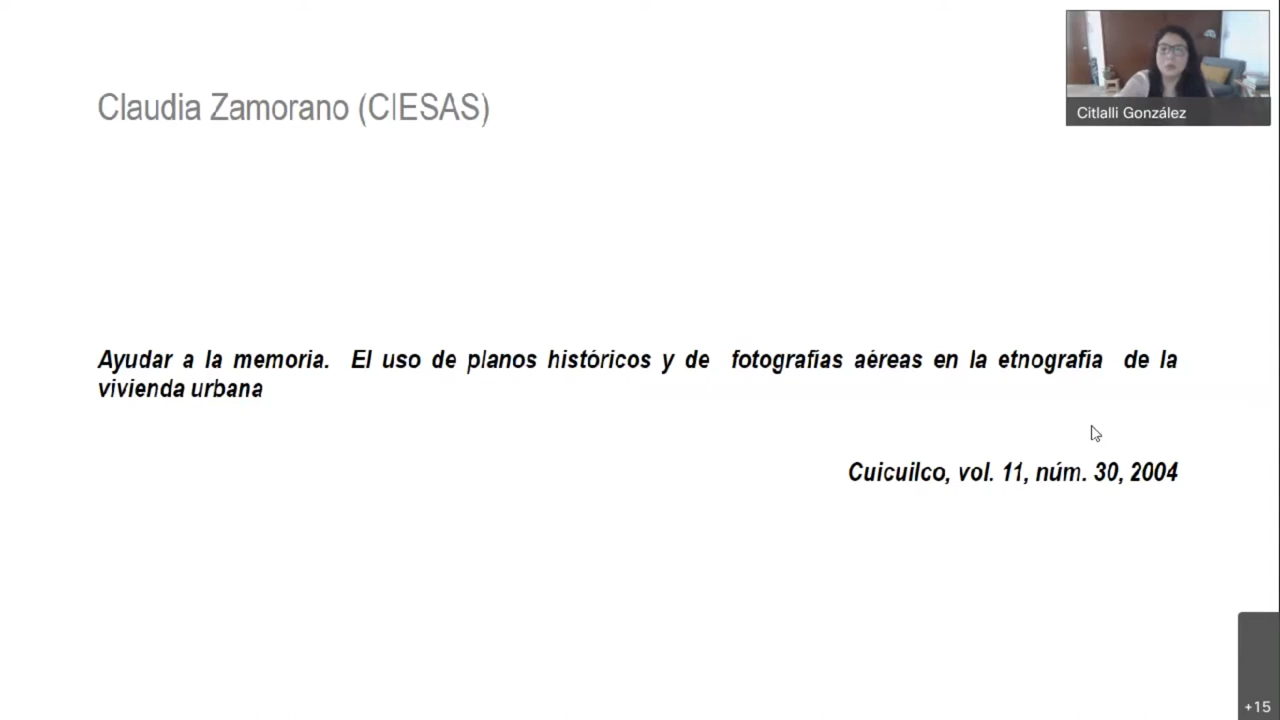 Claudia Zamorano (CIESAS)
Citlalli González
Ayudar a la memoria. El uso de planos históricos y de fotografías aéreas en la etnografía de la
vivienda urbana
Cuicuilco, vol. 11, núm. 30, 2004
+15